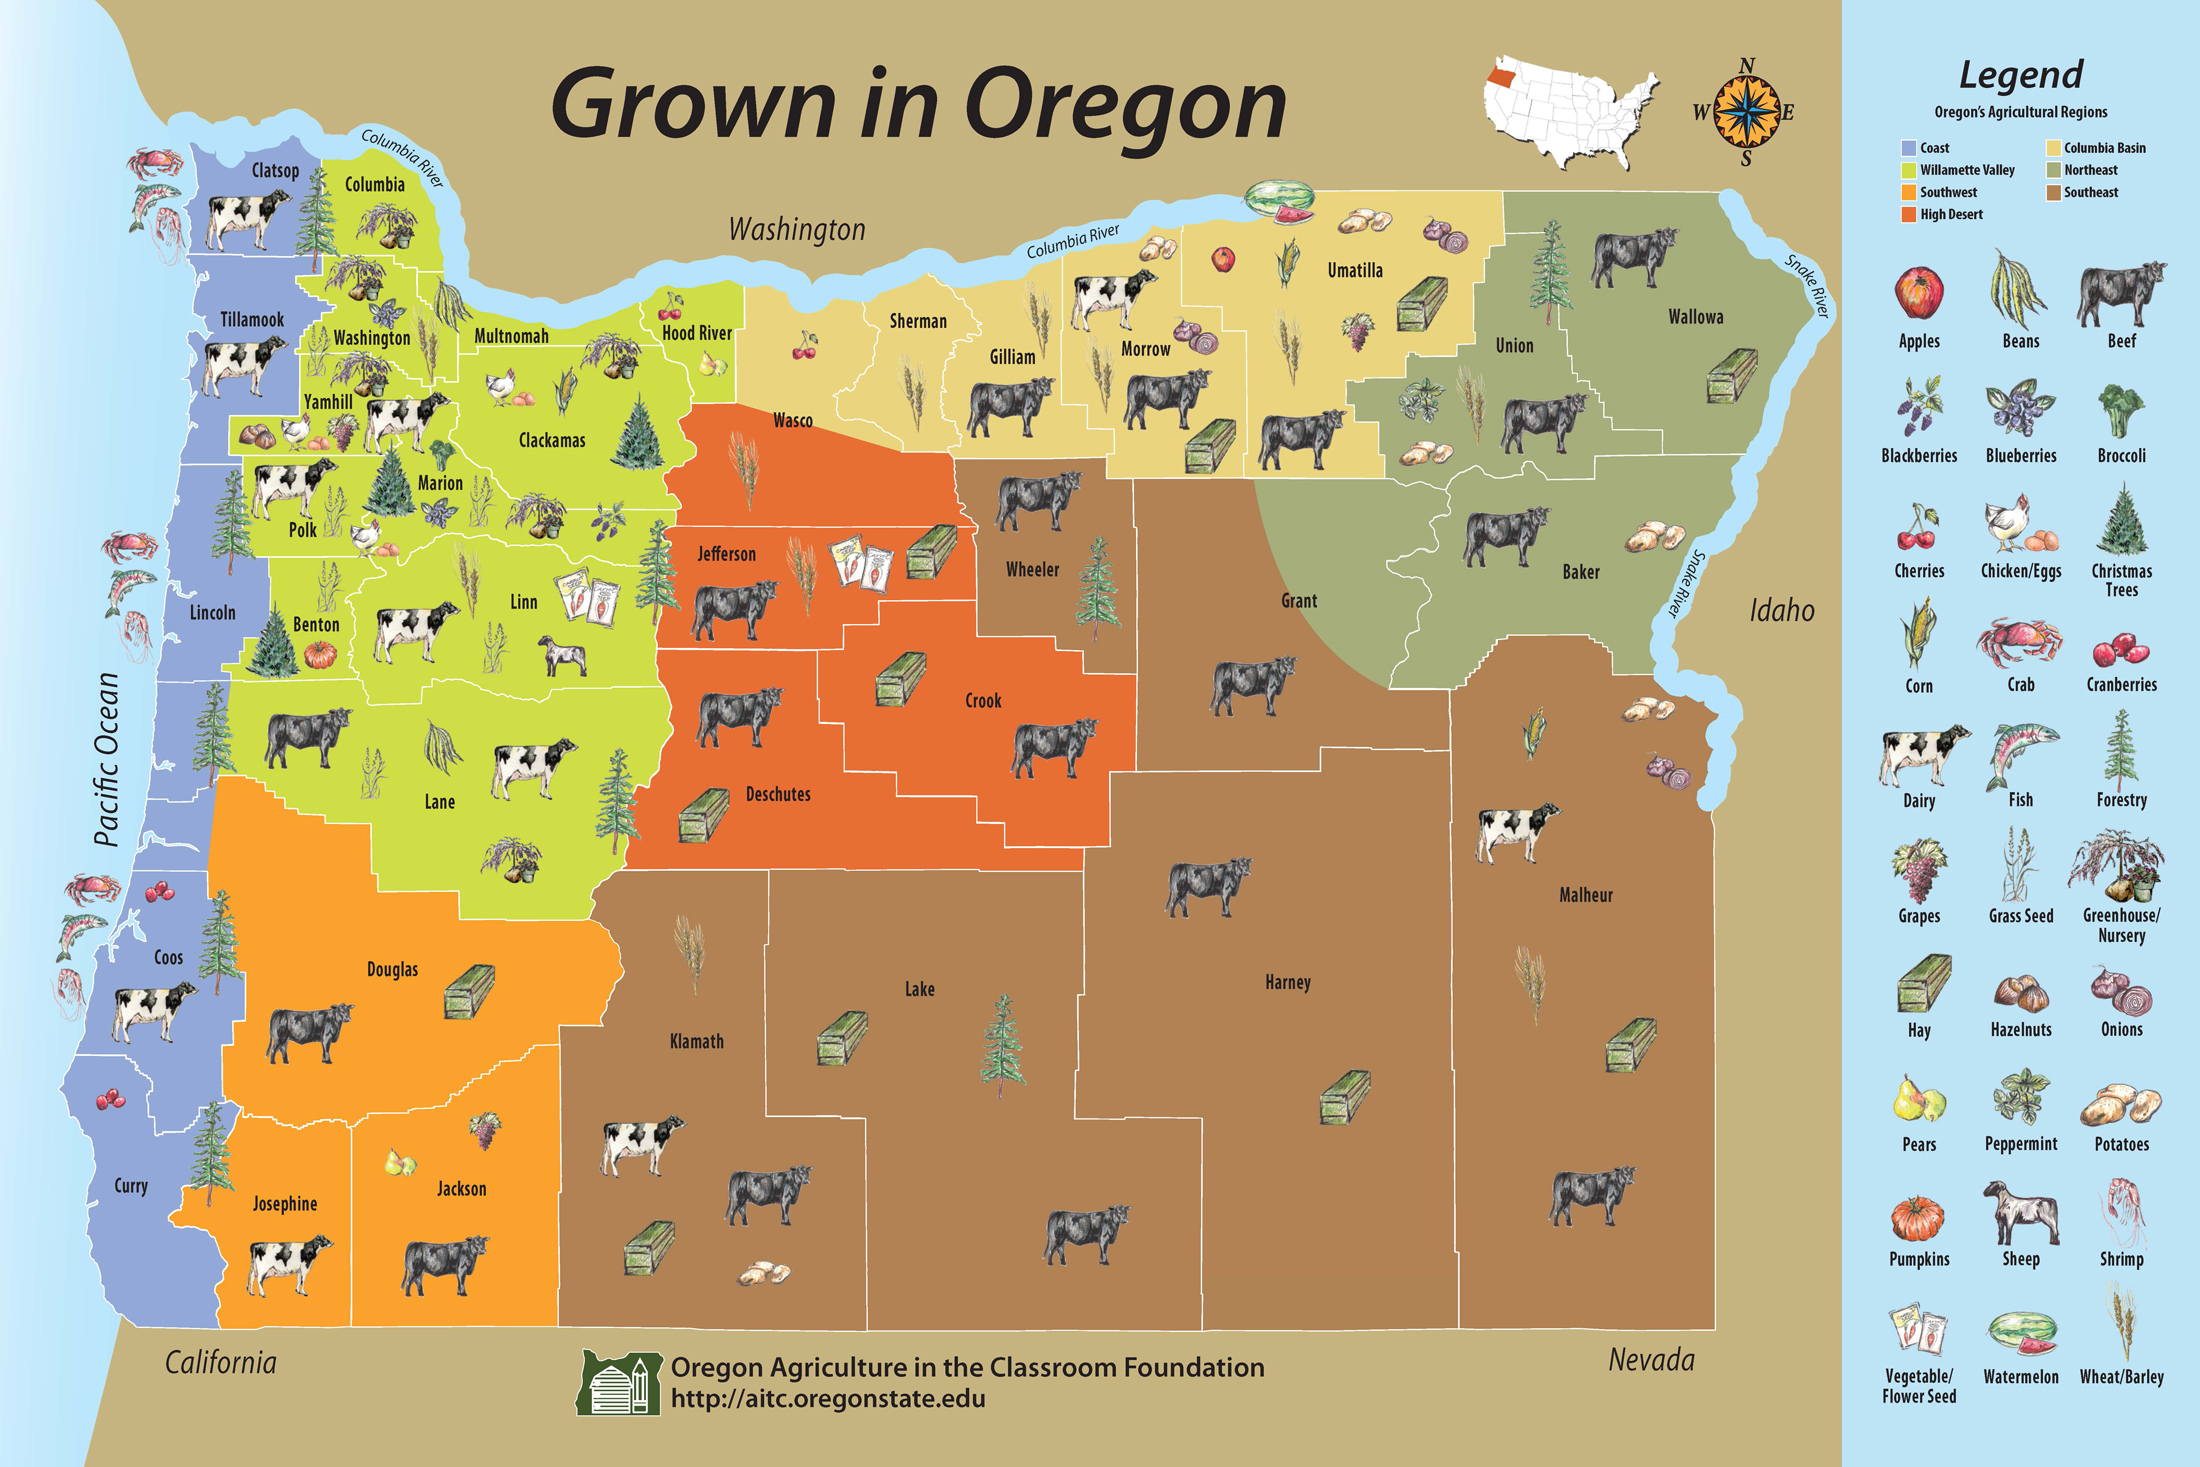 Grown in Oregon
N
W
E
S
Legend
Oregon's Agricultural Regions
Coast
Columbia Basin
Willamette Valley
Northeast
Southwest
Southeast
High Desert
Apples
Beans
Beef
Blackberries
Blueberries
Broccoli
Cherries
Chicken/Eggs
Christmas
Trees
Corn
Crab
Cranberries
Dairy
Fish
Forestry
Grapes
Grass Seed
Greenhouse/
Nursery
Hay
Hazelnuts
Onions
Pears
Peppermint
Potatoes
Pumpkins
Sheep
Shrimp
Vegetable/
Flower Seed
Watermelon
Wheat/Barley
Columbia River
Clatsop
Columbia
Washington
Columbia River
Snake River
Umatilla
Wallowa
Tillamook
Washington
Multnomah
Hood River
Sherman
Gilliam
Morrow
Union
Yamhill
Clackamas
Wasco
Marion
Polk
Jefferson
Wheeler
Baker
Snake River
Grant
Idaho
Lincoln
Benton
Linn
Pacific Ocean
Crook
Lane
Deschutes
Malheur
Coos
Douglas
Lake
Harney
Klamath
Curry
Josephine
Jackson
California
Nevada
Oregon Agriculture in the Classroom Foundation
http://aitc.oregonstate.edu